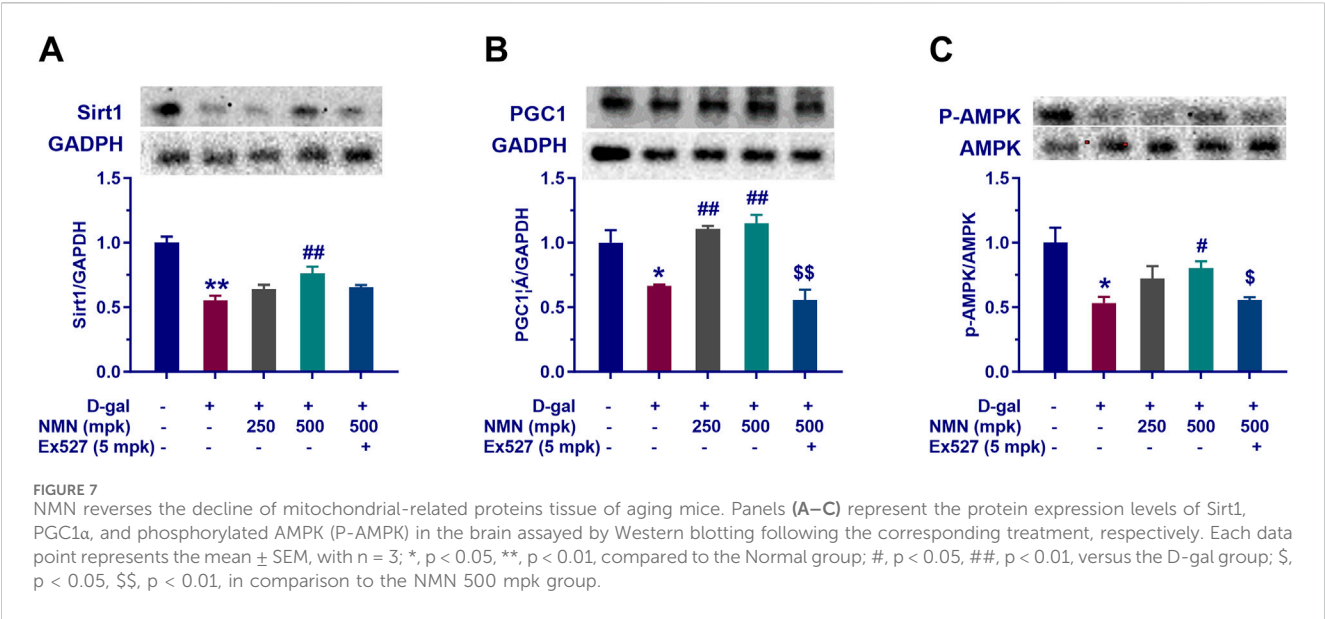 A
B
C
Sirt1
GADPH
PGC1
GADPH
P-AMPK
AMPK
Sirt1/GAPDH
1.5
1.0
0.5
0.0
**
##
D-gal - + + + +
NMN (mpk) - - 250 500 500
Ex527 (5 mpk) - - - - +
PGC1¦Á/GAPDH
1.5
1.0
0.5
0.0
*
##
##
$$
D-gal - + + + +
NMN (mpk) - - 250 500 500
Ex527 (5 mpk) - - - - +
p-AMPK/AMPK
1.5
1.0
0.5
0.0
*
#
$
D-gal - + + + +
NMN (mpk) - - 250 500 500
Ex527 (5 mpk) - - - - +
FIGURE 7
NMN reverses the decline of mitochondrial-related proteins tissue of aging mice. Panels (A–C) represent the protein expression levels of Sirt1,
PGC1α, and phosphorylated AMPK (P-AMPK) in the brain assayed by Western blotting following the corresponding treatment, respectively. Each data
point represents the mean ± SEM, with n = 3; *, p < 0.05, **, p < 0.01, compared to the Normal group; #, p < 0.05, ##, p < 0.01, versus the D-gal group; $,
p < 0.05, $$, p < 0.01, in comparison to the NMN 500 mpk group.